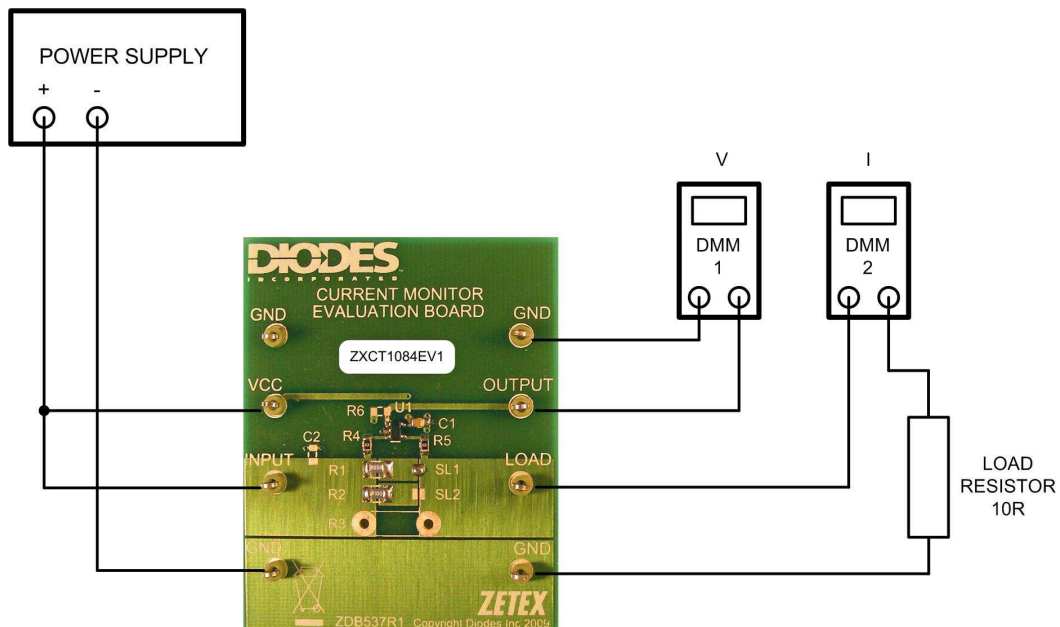 POWER SUPPLY
+ -
V
I
DMM
1
DMM
2
DIODES
INCORPORATED
CURRENT MONITOR
EVALUATION BOARD
GND
GND
ZXCT1084EV1
VCC
OUTPUT
R6
U1
C1
R4
R5
C2
INPUT
LOAD
R1
SL1
R2
SL2
R3
GND
GND
ZETEX
ZDB537R1 Copyright Diodes Inc 2009
LOAD
RESISTOR
10R